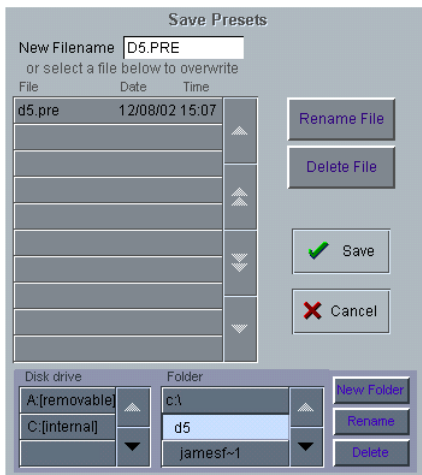 Save Presets
New Filename D5.PRE
or select a file below to overwrite
File Date Time
d5.pre 12/08/02 15:07
Rename File
Delete File
Save
Cancel
Disk drive Folder
A:[removable] c:\ New Folder
C:[internal] d5 Rename
jamesf~1 Delete